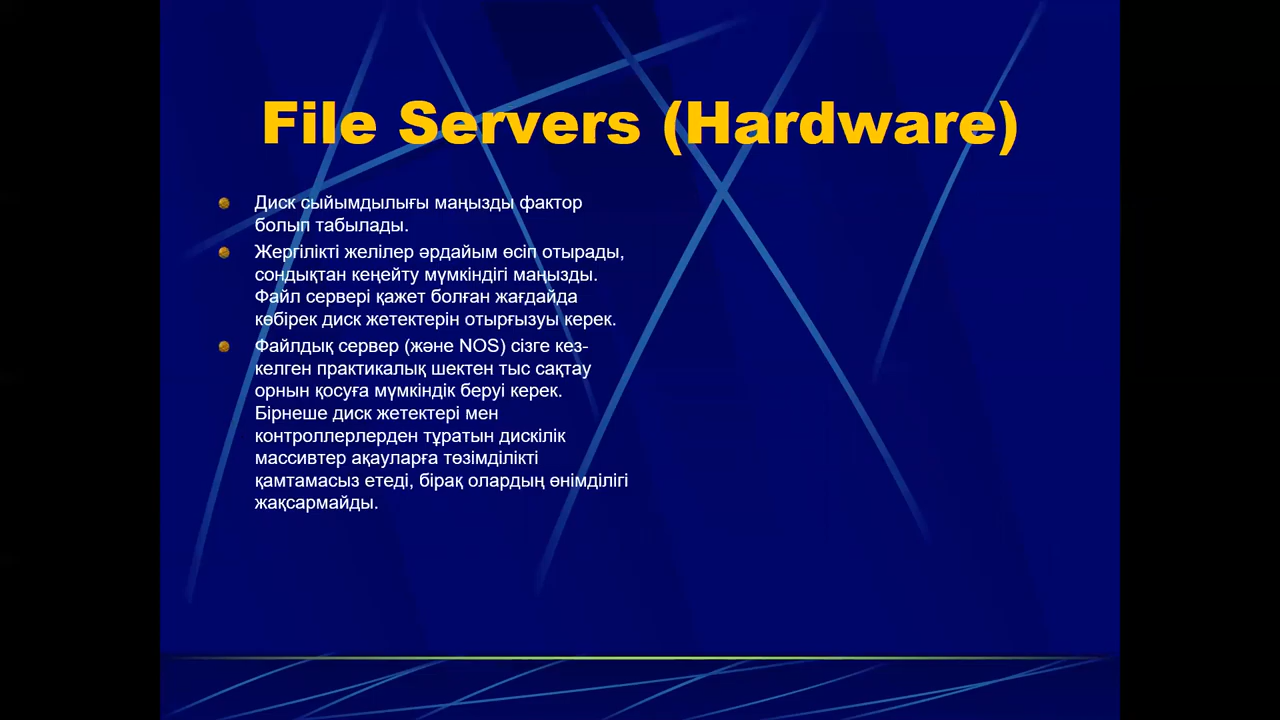 File Servers (Hardware)
Диск сыйымдылығы маңызды фактор
болып табылады.
Жергілікті желілер әрдайым өсіп отырады,
сондықтан кеңейту мүмкіндігі маңызды.
Файл сервері қажет болған жағдайда
көбірек диск жетектерін отырғызуы керек.
Файлдық сервер (және NOS) сізге кез-
келген практикалық шектен тыс сақтау
орнын қосуға мүмкіндік беруі керек.
Бірнеше диск жетектері мен
контроллерлерден тұратын дискілік
массивтер ақауларға төзімділікті
қамтамасыз етеді, бірақ олардың өнімділігі
жақсармайды.